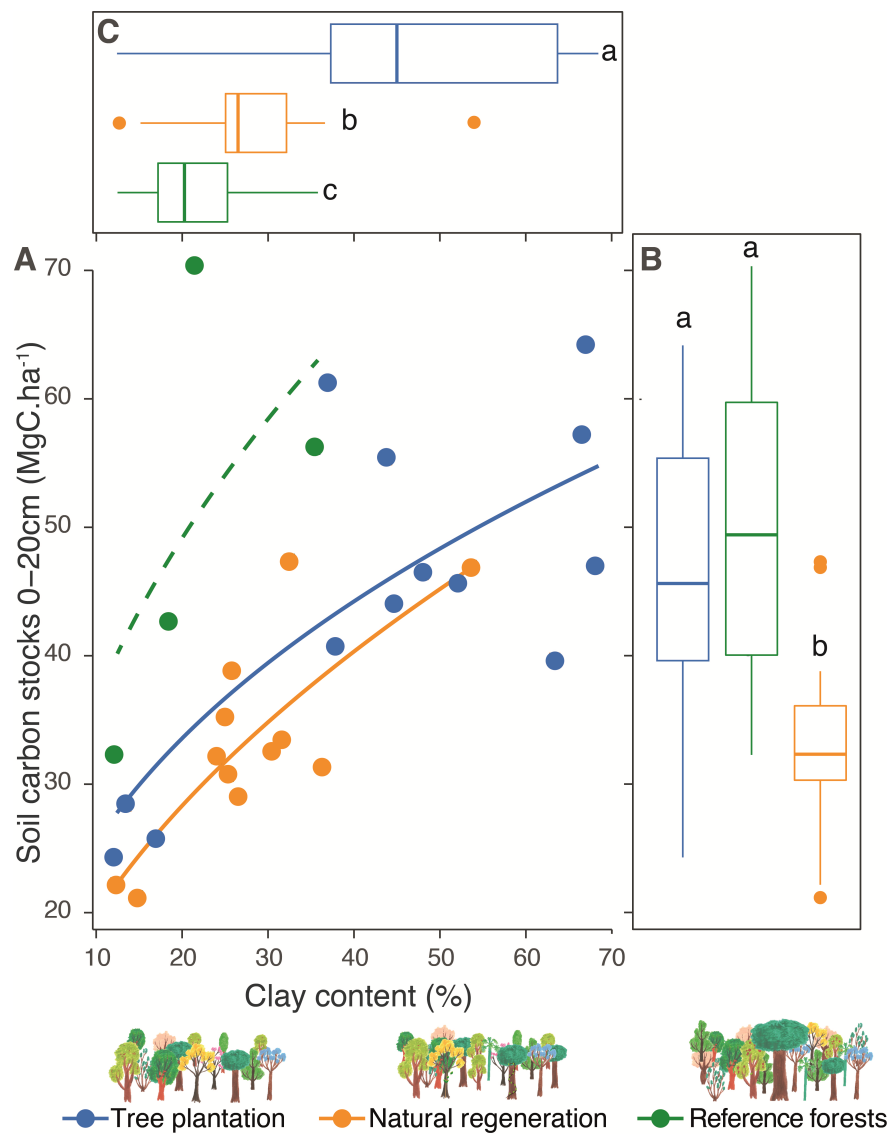 C
a
b
c
A
B
70
60
50
40
30
20
Soil carbon stocks 0−20cm (MgC.ha⁻¹)
a
a
b
10 20 30 40 50 60 70
Clay content (%)
Tree plantation Natural regeneration Reference forests